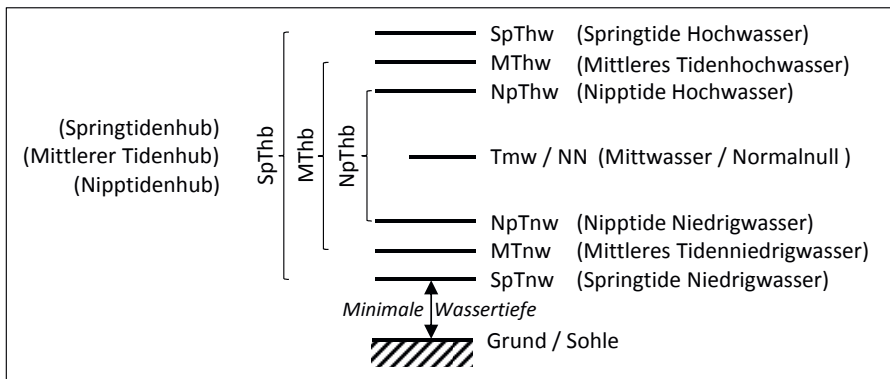 SpThw (Springtide Hochwasser)
MThw (Mittleres Tidenhochwasser)
NpThw (Nipptide Hochwasser)
(Springtidenhub)
(Mittlerer Tidenhub)
(Nipptidenhub)
SpThb
MThb
NpThb
Tmw / NN (Mittwasser / Normalnull )
NpTnw (Nipptide Niedrigwasser)
MTnw (Mittleres Tidenniedrigwasser)
SpTnw (Springtide Niedrigwasser)
Minimale Wassertiefe
Grund / Sohle